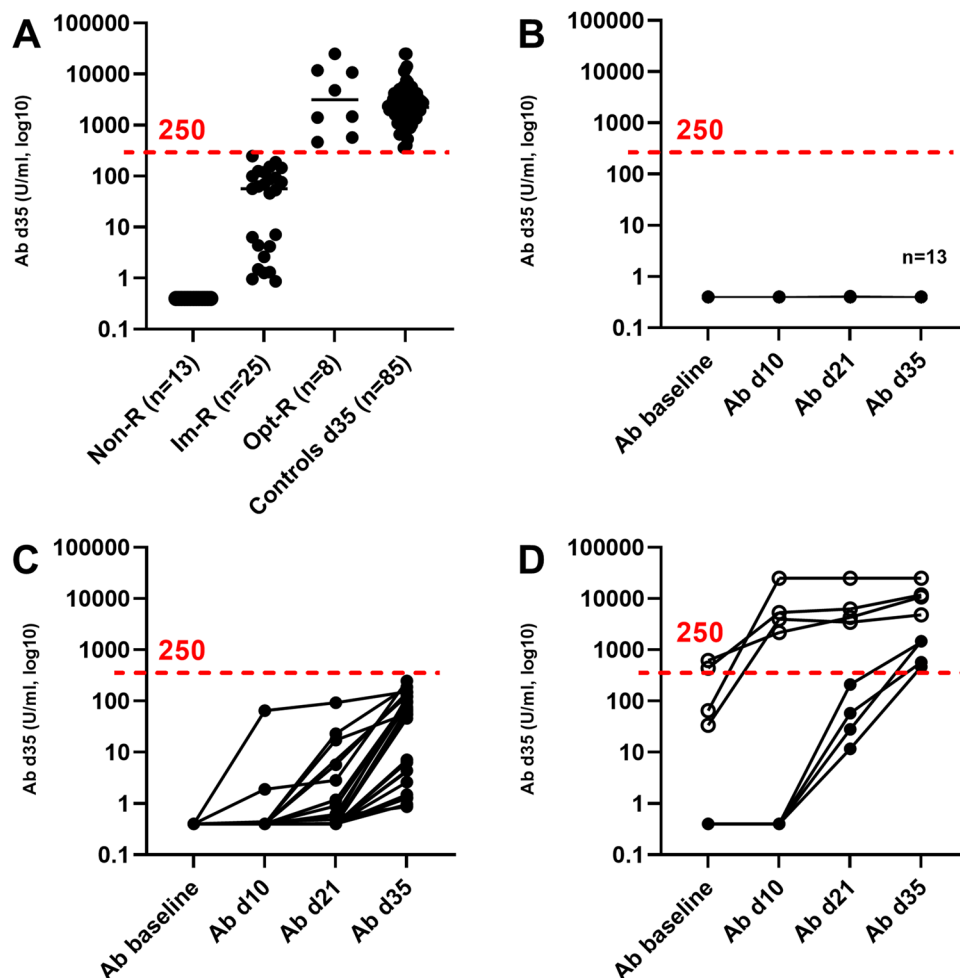 A
100000
10000
1000
100
10
1
0.1
Ab d35 (U/ml, log10)
250
Non-R (n=13)
Im-R (n=25)
Opt-R (n=8)
Controls d35 (n=85)
B
100000
10000
1000
100
10
1
0.1
Ab d35 (U/ml, log10)
250
n=13
Ab baseline
Ab d10
Ab d21
Ab d35
C
100000
10000
1000
100
10
1
0.1
Ab d35 (U/ml, log10)
250
Ab baseline
Ab d10
Ab d21
Ab d35
D
100000
10000
1000
100
10
1
0.1
Ab d35 (U/ml, log10)
250
Ab baseline
Ab d10
Ab d21
Ab d35